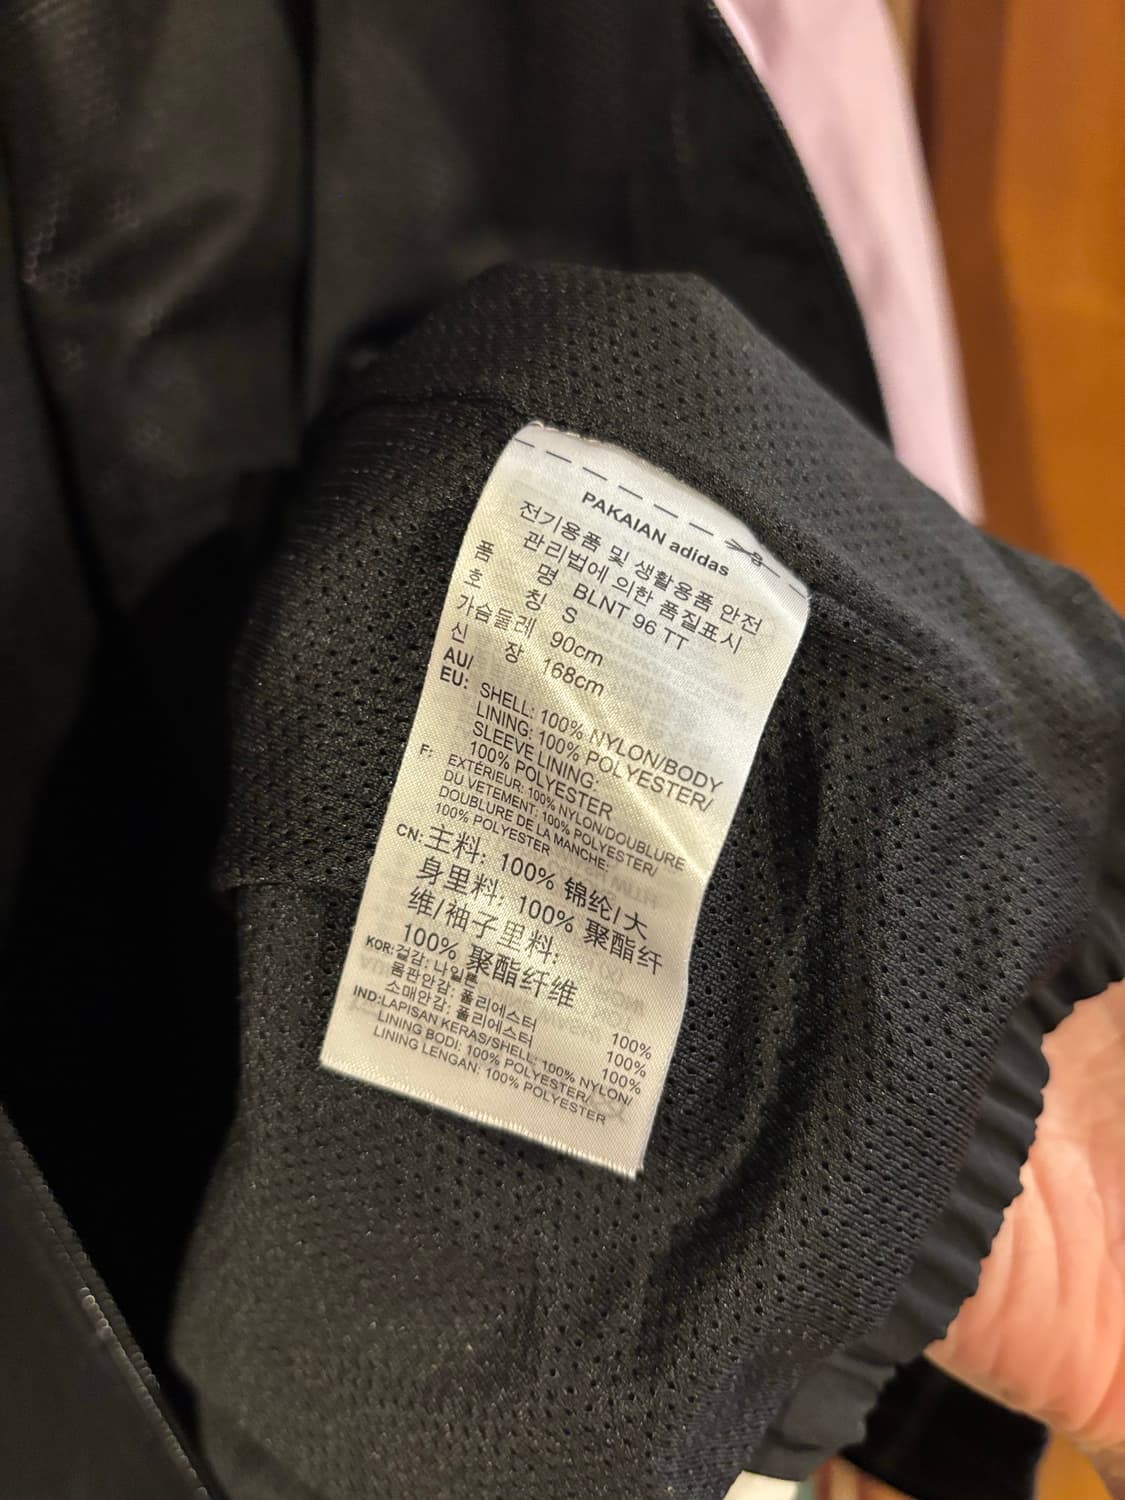 PAKAIAN adidas
전기용품 및 생활용품 안전
관리법에 의한 품질표시
품 명 BLNT 96 TT
호 칭 S
가슴둘레 90cm
신 장 168cm
AU/
EU: SHELL: 100% NYLON/BODY
LINING: 100% POLYESTER/
SLEEVE LINING:
100% POLYESTER
F: EXTÉRIEUR: 100% NYLON/DOUBLURE
DU VETEMENT: 100% POLYESTER/
DOUBLURE DE LA MANCHE:
100% POLYESTER
CN: 主料: 100% 锦纶/大
身里料: 100% 聚酯纤
维/袖子里料:
100% 聚酯纤维
KOR: 겉감: 나일론 100%
몸판안감: 폴리에스터 100%
소매안감: 폴리에스터 100%
IND: LAPISAN KERAS/SHELL: 100% NYLON/
LINING BODI: 100% POLYESTER/
LINING LENGAN: 100% POLYESTER